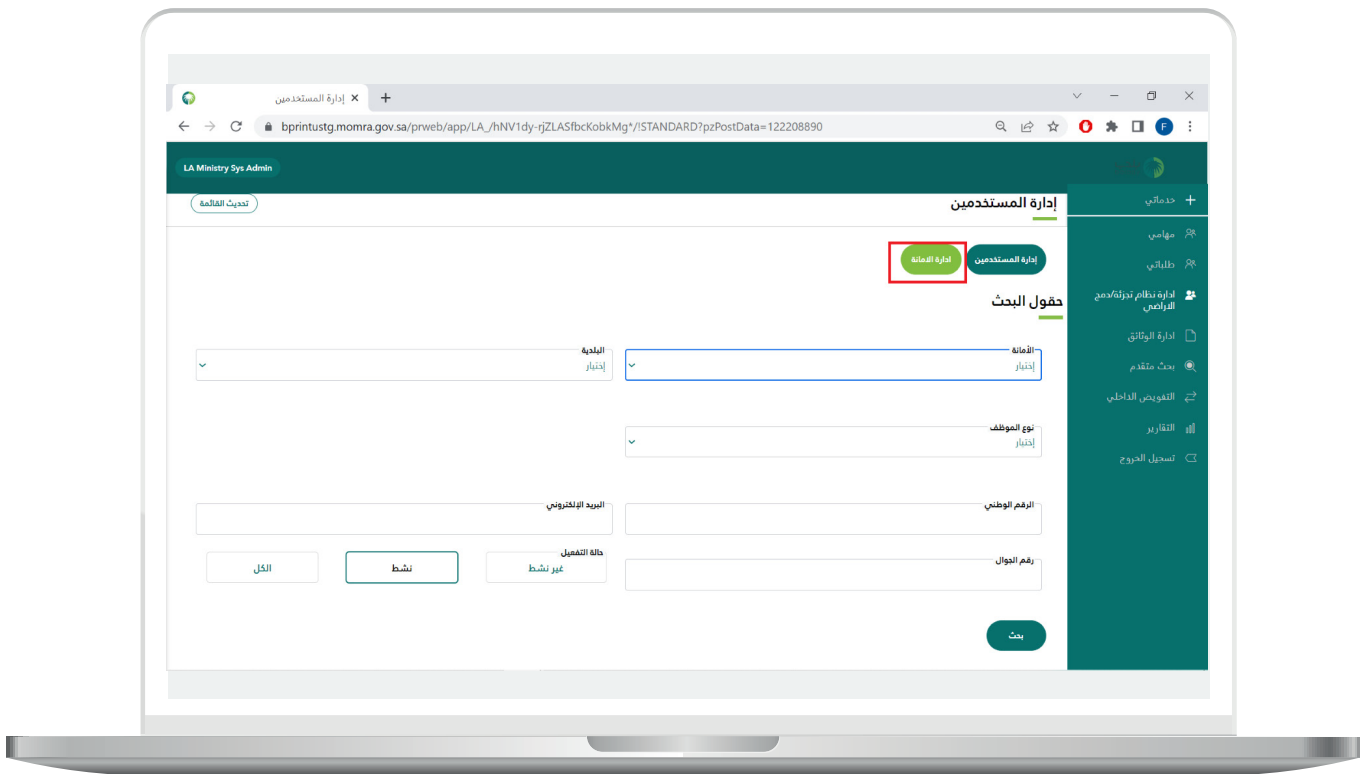 إدارة المستخدمين
bprintustg.momra.gov.sa/prweb/app/LA_/hNV1dy-rjZLASfbcKobkMg*/!STANDARD?pzPostData=122208890
F
LA Ministry Sys Admin
خدماتي
مهامي
طلباتي
ادارة نظام تجزئة/دمج
الاراضي
ادارة الوثائق
بحث متقدم
التفويض الداخلي
التقارير
تسجيل الخروج
إدارة المستخدمين
تحديث القائمة
إدارة المستخدمين
ادارة الامانة
حقول البحث
الأمانة
إختيار
البلدية
إختيار
نوع الموظف
إختيار
الرقم الوطني
البريد الإلكتروني
رقم الجوال
حالة التفعيل
غير نشط
نشط
الكل
بحث